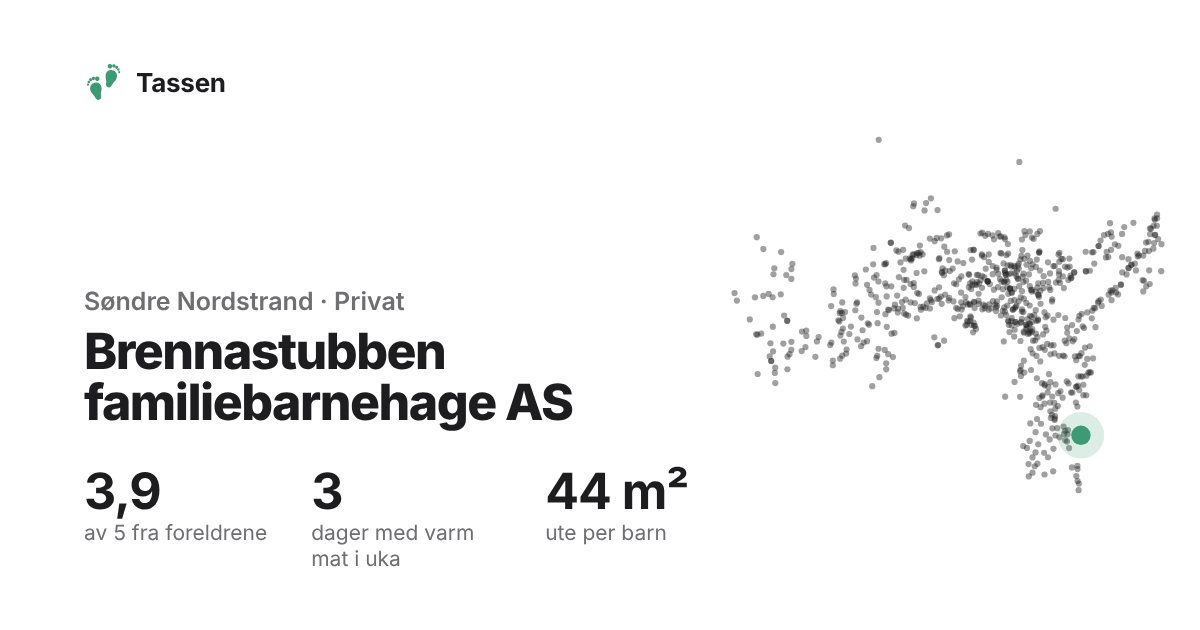 Tassen
Søndre Nordstrand · Privat
Brennastubben
familiebarnehage AS
3,9
av 5 fra foreldrene
3
dager med varm
mat i uka
44 m²
ute per barn